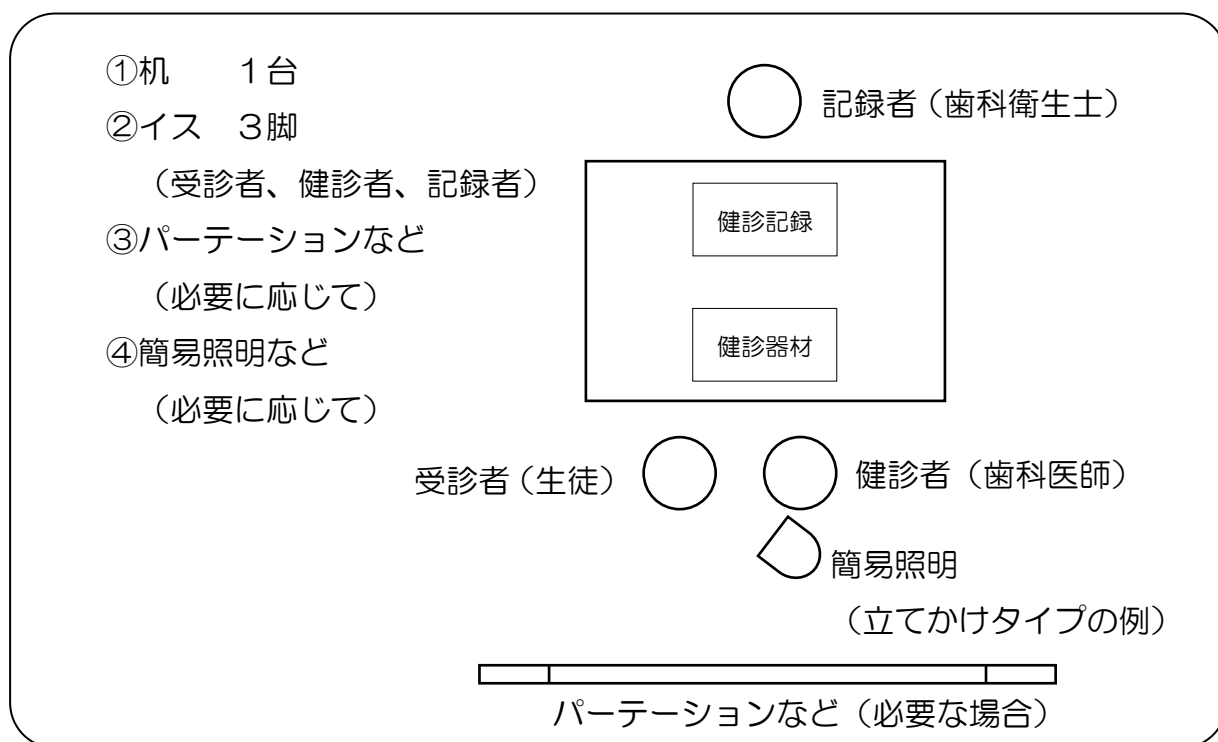 ①机　　１台
②イス　３脚
（受診者、健診者、記録者）
③パーテーションなど
（必要に応じて）
④簡易照明など
（必要に応じて）
記録者（歯科衛生士）
健診記録
健診器材
受診者（生徒）
健診者（歯科医師）
簡易照明
（立てかけタイプの例）
パーテーションなど（必要な場合）